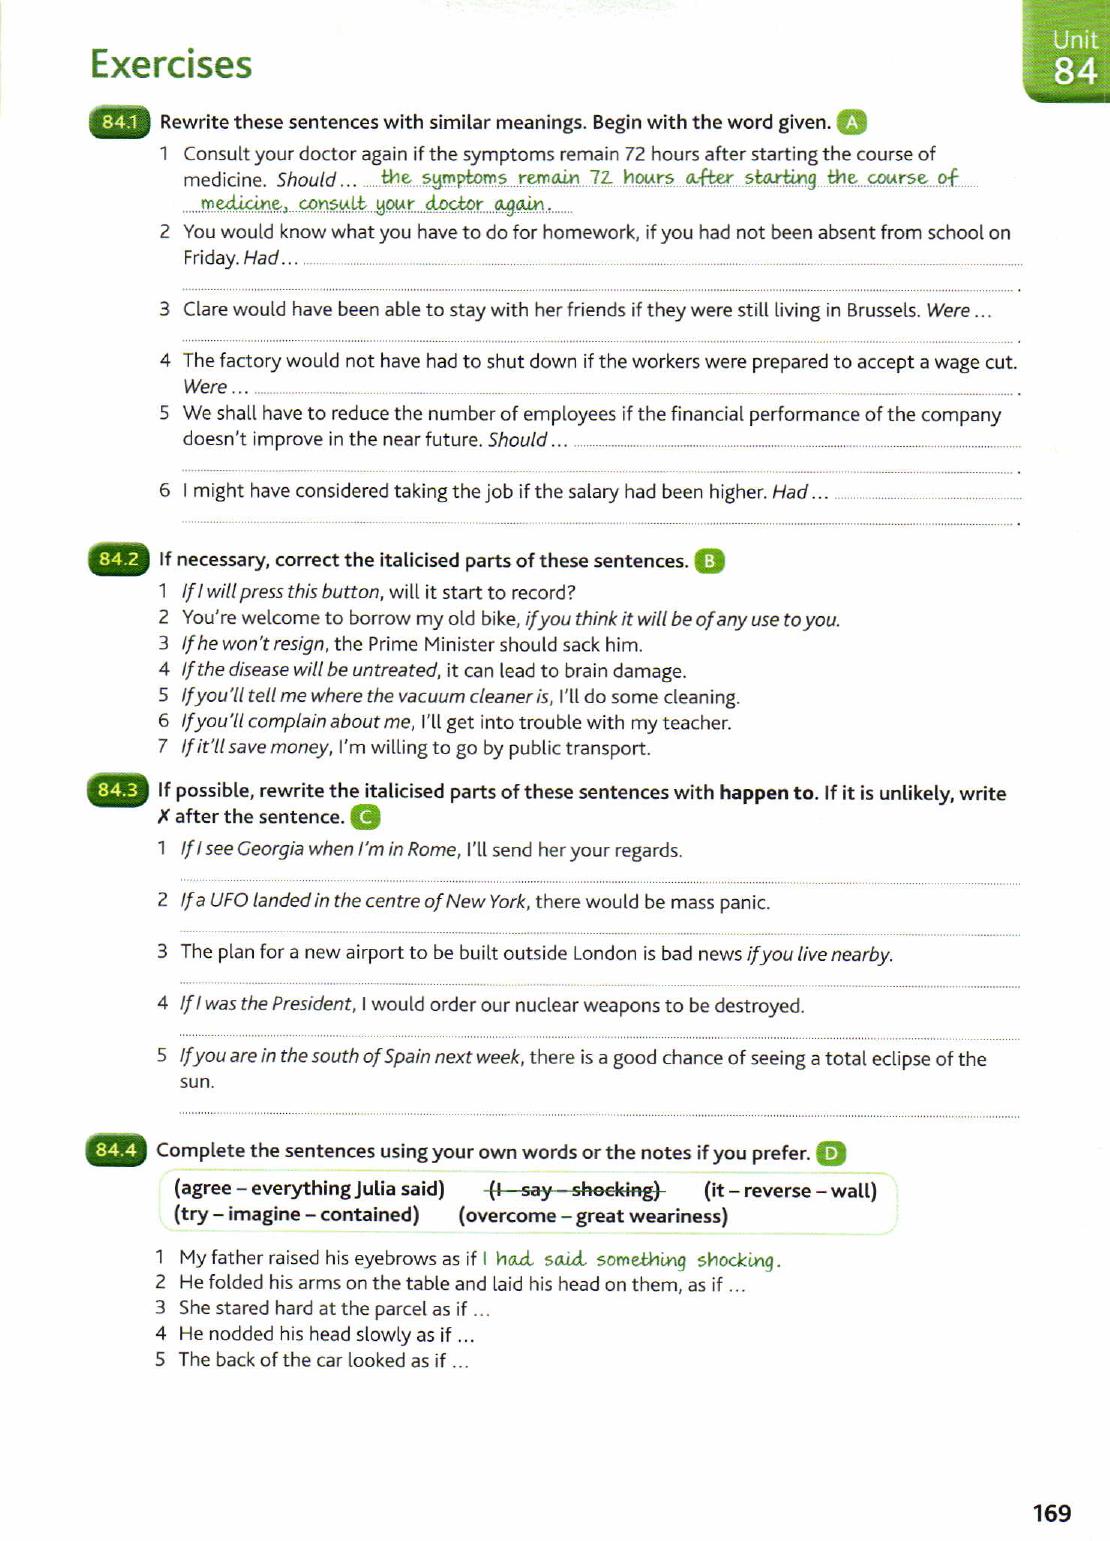 Unit
84
Exercises
84.1 Rewrite these sentences with similar meanings. Begin with the word given. A
1 Consult your doctor again if the symptoms remain 72 hours after starting the course of
medicine. Should ... the symptoms remain 72 hours after starting the course of
medicine, consult your doctor again.
2 You would know what you have to do for homework, if you had not been absent from school on
Friday. Had ...
3 Clare would have been able to stay with her friends if they were still living in Brussels. Were ...
4 The factory would not have had to shut down if the workers were prepared to accept a wage cut.
Were ...
5 We shall have to reduce the number of employees if the financial performance of the company
doesn't improve in the near future. Should ...
6 I might have considered taking the job if the salary had been higher. Had ...
84.2 If necessary, correct the italicised parts of these sentences. B
1 If I will press this button, will it start to record?
2 You're welcome to borrow my old bike, if you think it will be of any use to you.
3 If he won't resign, the Prime Minister should sack him.
4 If the disease will be untreated, it can lead to brain damage.
5 If you'll tell me where the vacuum cleaner is, I'll do some cleaning.
6 If you'll complain about me, I'll get into trouble with my teacher.
7 If it'll save money, I'm willing to go by public transport.
84.3 If possible, rewrite the italicised parts of these sentences with happen to. If it is unlikely, write
✗ after the sentence. C
1 If I see Georgia when I'm in Rome, I'll send her your regards.
2 If a UFO landed in the centre of New York, there would be mass panic.
3 The plan for a new airport to be built outside London is bad news if you live nearby.
4 If I was the President, I would order our nuclear weapons to be destroyed.
5 If you are in the south of Spain next week, there is a good chance of seeing a total eclipse of the
sun.
84.4 Complete the sentences using your own words or the notes if you prefer. D
(agree – everything Julia said) (I – say – shocking) (it – reverse – wall)
(try – imagine – contained) (overcome – great weariness)
1 My father raised his eyebrows as if I had said something shocking.
2 He folded his arms on the table and laid his head on them, as if ...
3 She stared hard at the parcel as if ...
4 He nodded his head slowly as if ...
5 The back of the car looked as if ...
169